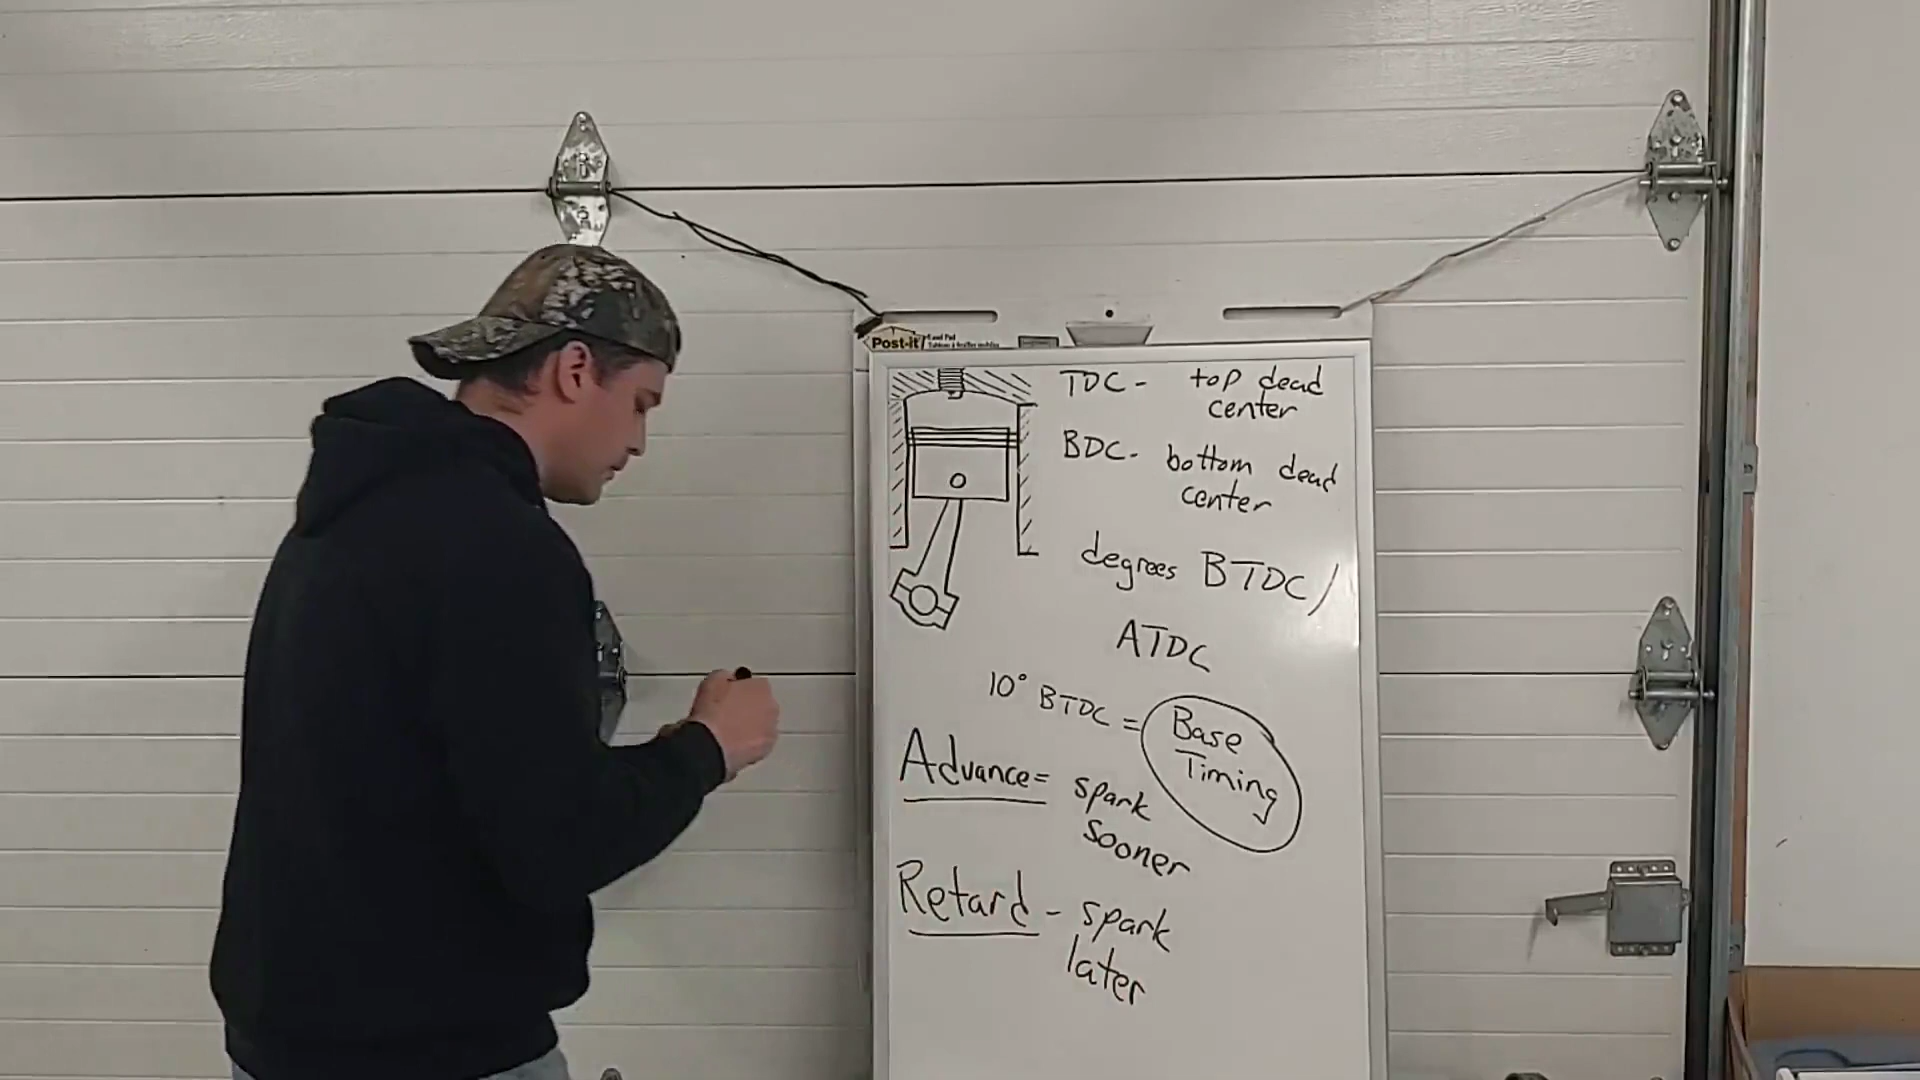 Post-it
TDC - top dead
center
BDC - bottom dead
center
degrees BTDC /
ATDC
10° BTDC = Base
Timing
Advance = spark
sooner
Retard - spark
later